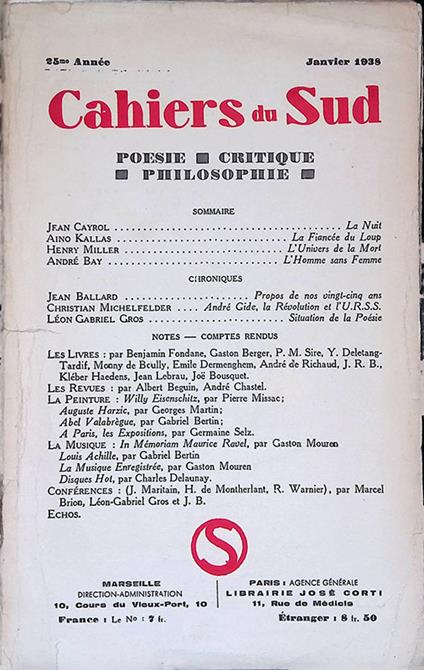 25me Année Janvier 1938
Cahiers du Sud
POESIE ■ CRITIQUE
■ PHILOSOPHIE ■
SOMMAIRE
JEAN CAYROL ........ La Nuit
AINO KALLAS ........ La Fiancée du Loup
HENRY MILLER ........ L'Univers de la Mort
ANDRÉ BAY ........ L'Homme sans Femme
CHRONIQUES
JEAN BALLARD ........ Propos de nos vingt-cinq ans
CHRISTIAN MICHELFELDER .... André Gide, la Révolution et l'U.R.S.S.
LÉON GABRIEL GROS ........ Situation de la Poésie
NOTES — COMPTES RENDUS
LES LIVRES : par Benjamin Fondane, Gaston Berger, P. M. Sire, Y. Deletang-
Tardif, Moony de Boully, Emile Dermenghem, André de Richaud, J. R. B.,
Kléber Haedens, Jean Lebrau, Joë Bousquet.
LES REVUES : par Albert Beguin, André Chastel.
LA PEINTURE : Willy Eisenschitz, par Pierre Missac;
Auguste Harzic, par Georges Martin;
Abel Valabrègue, par Gabriel Bertin;
A Paris, les Expositions, par Germaine Selz.
LA MUSIQUE : In Mémoriam Maurice Ravel, par Gaston Mouren
Louis Achille, par Gabriel Bertin
La Musique Enregistrée, par Gaston Mouren
Disques Hot, par Charles Delaunay.
CONFÉRENCES : (J. Maritain, H. de Montherlant, R. Warnier), par Marcel
Brion, Léon-Gabriel Gros et J. B.
ECHOS.
S
MARSEILLE PARIS : AGENCE GÉNÉRALE
DIRECTION-ADMINISTRATION LIBRAIRIE JOSÉ CORTI
10, Cours du Vieux-Port, 10 11, Rue de Médicis
France : Le No : 7 fr. Étranger : 8 fr. 50